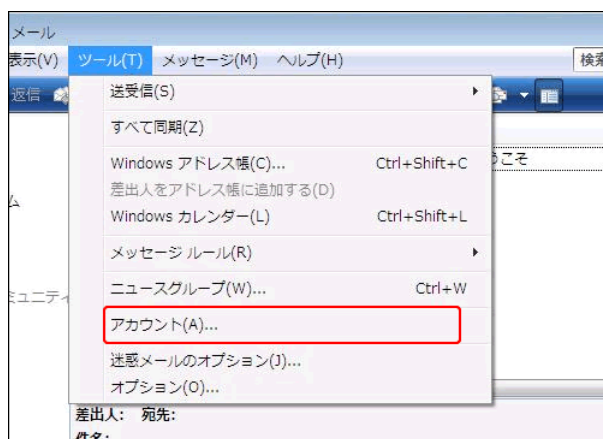 メール
表示(V) ツール(T) メッセージ(M) ヘルプ(H) 検索
返信
送受信(S)
すべて同期(Z)
うこそ
Windows アドレス帳(C)... Ctrl+Shift+C
差出人をアドレス帳に追加する(D)
ム
Windows カレンダー(L) Ctrl+Shift+L
メッセージ ルール(R)
ミュニティ
ニュースグループ(W)... Ctrl+W
アカウント(A)...
迷惑メールのオプション(J)...
オプション(O)...
差出人: 宛先:
件名: